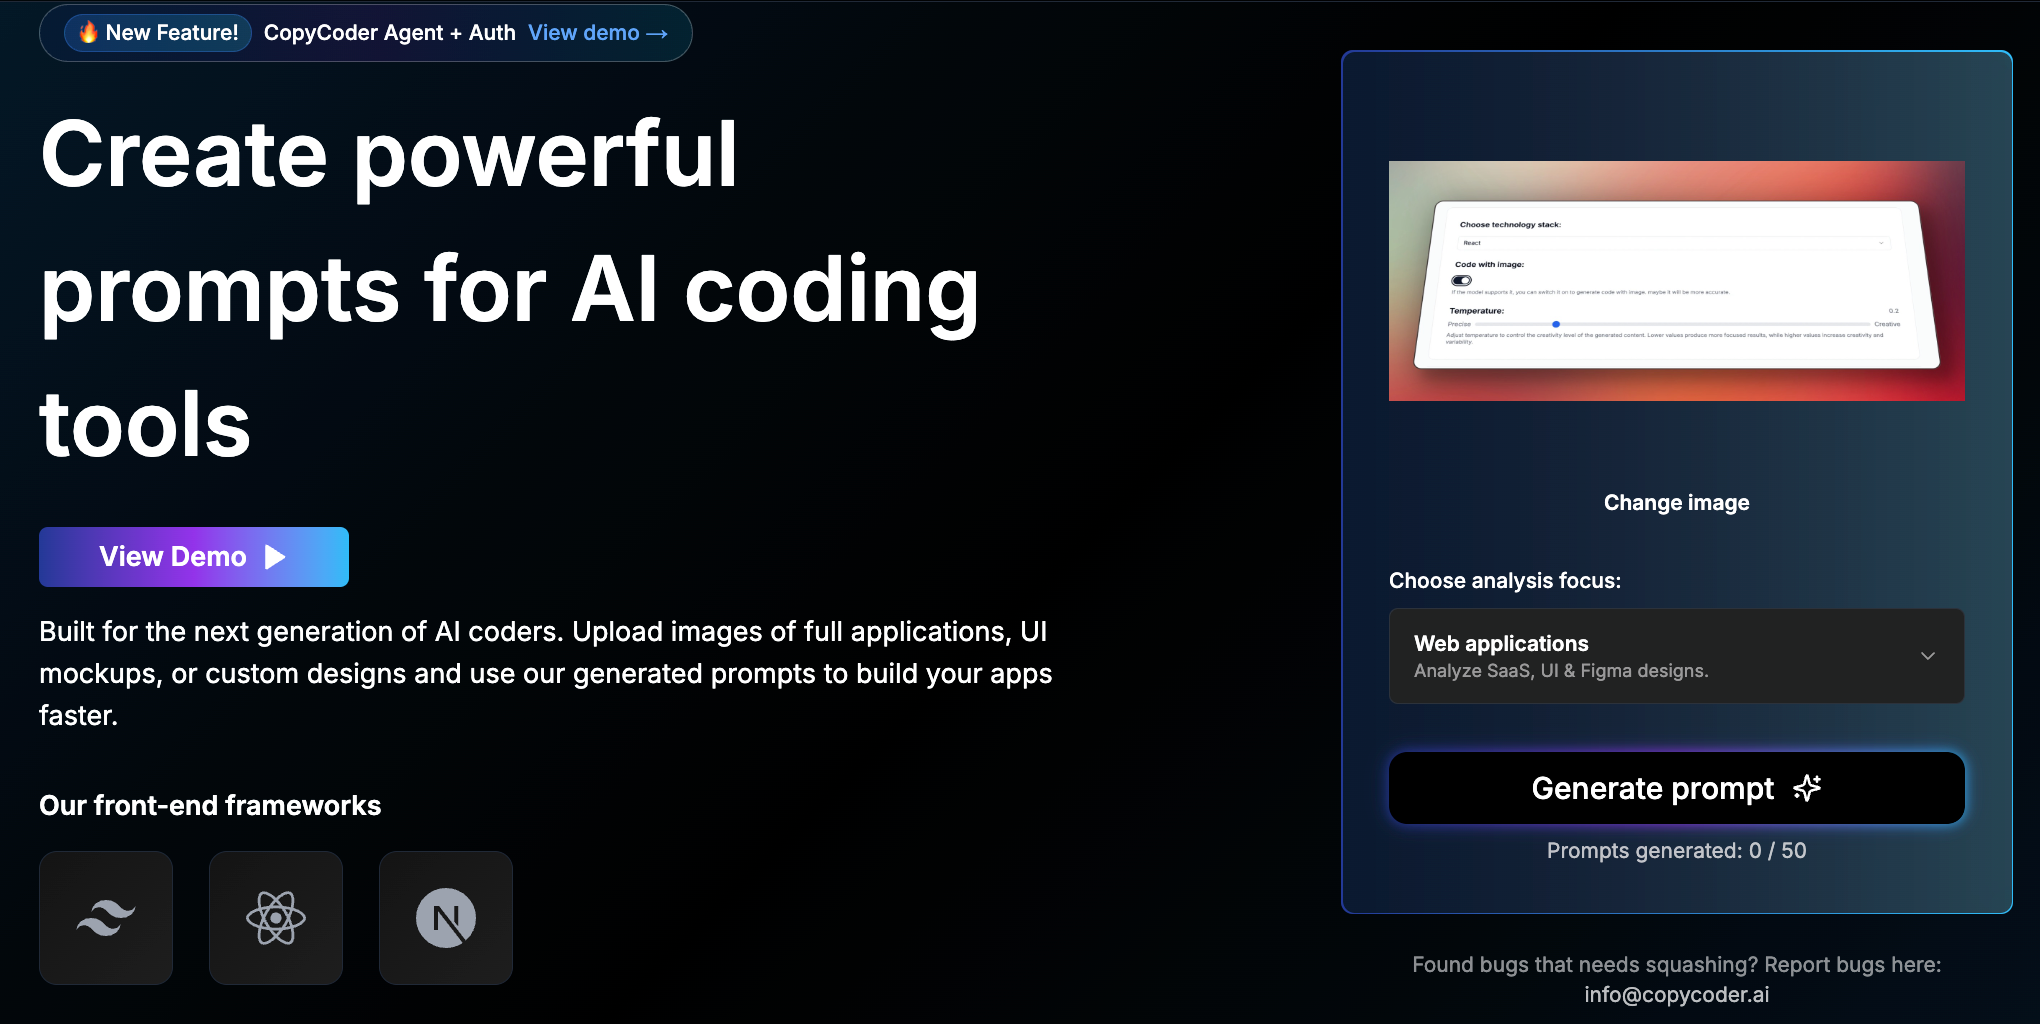 🔥 New Feature! CopyCoder Agent + Auth View demo →
Create powerful
prompts for AI coding
tools
View Demo
Built for the next generation of AI coders. Upload images of full applications, UI
mockups, or custom designs and use our generated prompts to build your apps
faster.
Our front-end frameworks
N
Choose technology stack:
React
Code with image:
If the model supports it, you can switch it on to generate code with image, maybe it will be more accurate.
Temperature:
0.2
Precise
Creative
Adjust temperature to control the creativity level of the generated content. Lower values produce more focused results, while higher values increase creativity and
variability.
Change image
Choose analysis focus:
Web applications
Analyze SaaS, UI & Figma designs.
Generate prompt
Prompts generated: 0 / 50
Found bugs that needs squashing? Report bugs here:
info@copycoder.ai